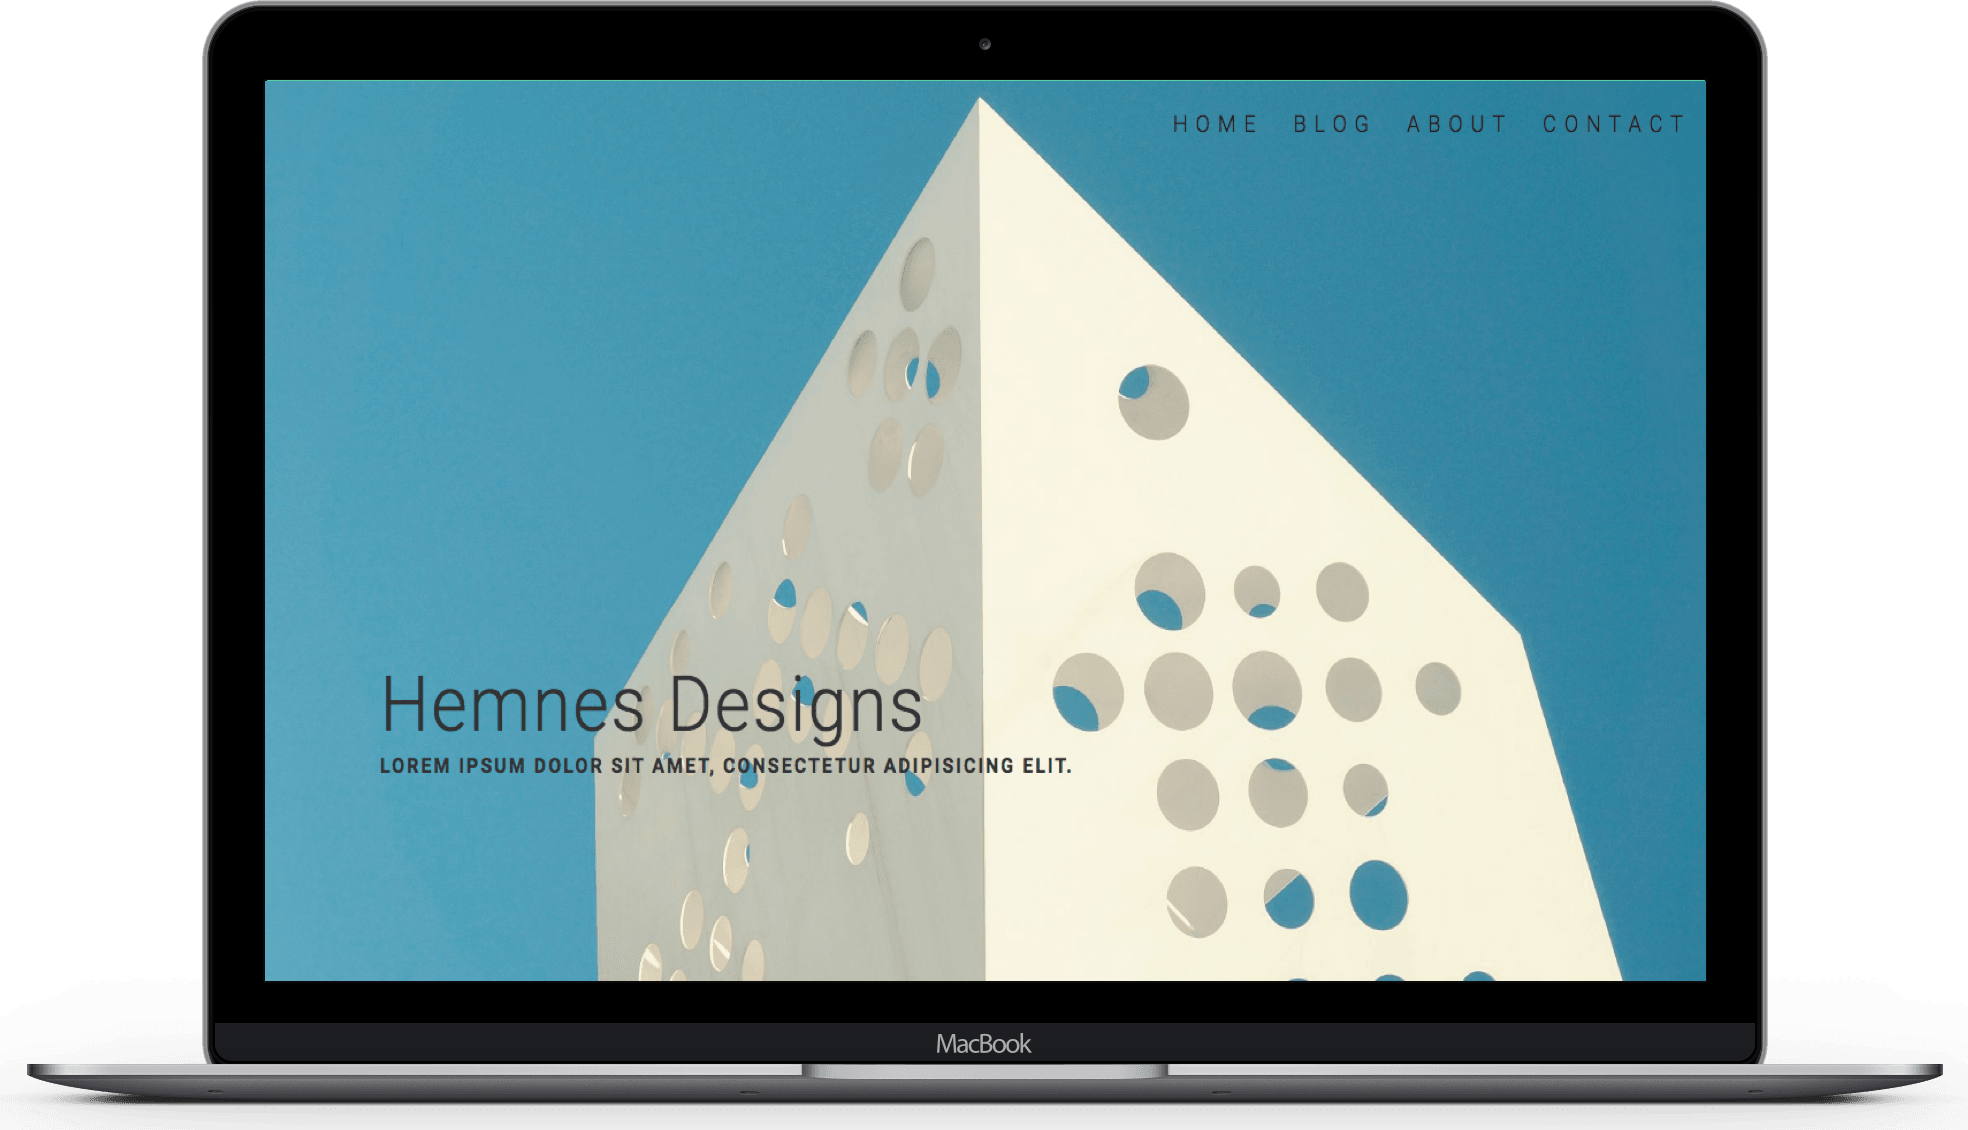 HOME BLOG ABOUT CONTACT
Hemnes Designs
LOREM IPSUM DOLOR SIT AMET, CONSECTETUR ADIPISICING ELIT.
MacBook